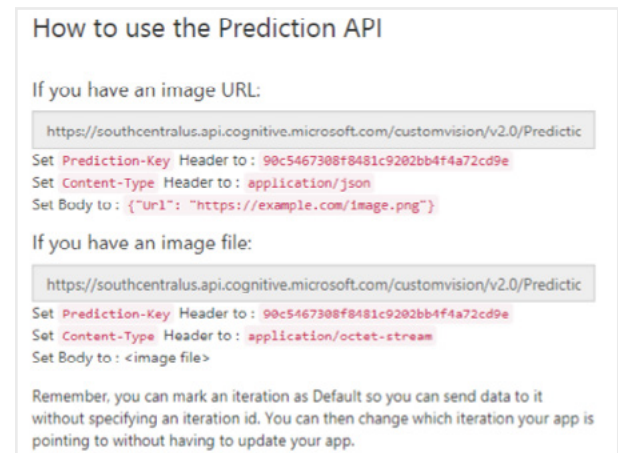 How to use the Prediction API
If you have an image URL:
https://southcentralus.api.cognitive.microsoft.com/customvision/v2.0/Predictic
Set Prediction-Key Header to : 90c5467308f8481c9202bb4f4a72cd9e
Set Content-Type Header to : application/json
Set Body to : {"Url": "https://example.com/image.png"}
If you have an image file:
https://southcentralus.api.cognitive.microsoft.com/customvision/v2.0/Predictic
Set Prediction-Key Header to : 90c5467308f8481c9202bb4f4a72cd9e
Set Content-Type Header to : application/octet-stream
Set Body to : <image file>
Remember, you can mark an iteration as Default so you can send data to it
without specifying an iteration id. You can then change which iteration your app is
pointing to without having to update your app.